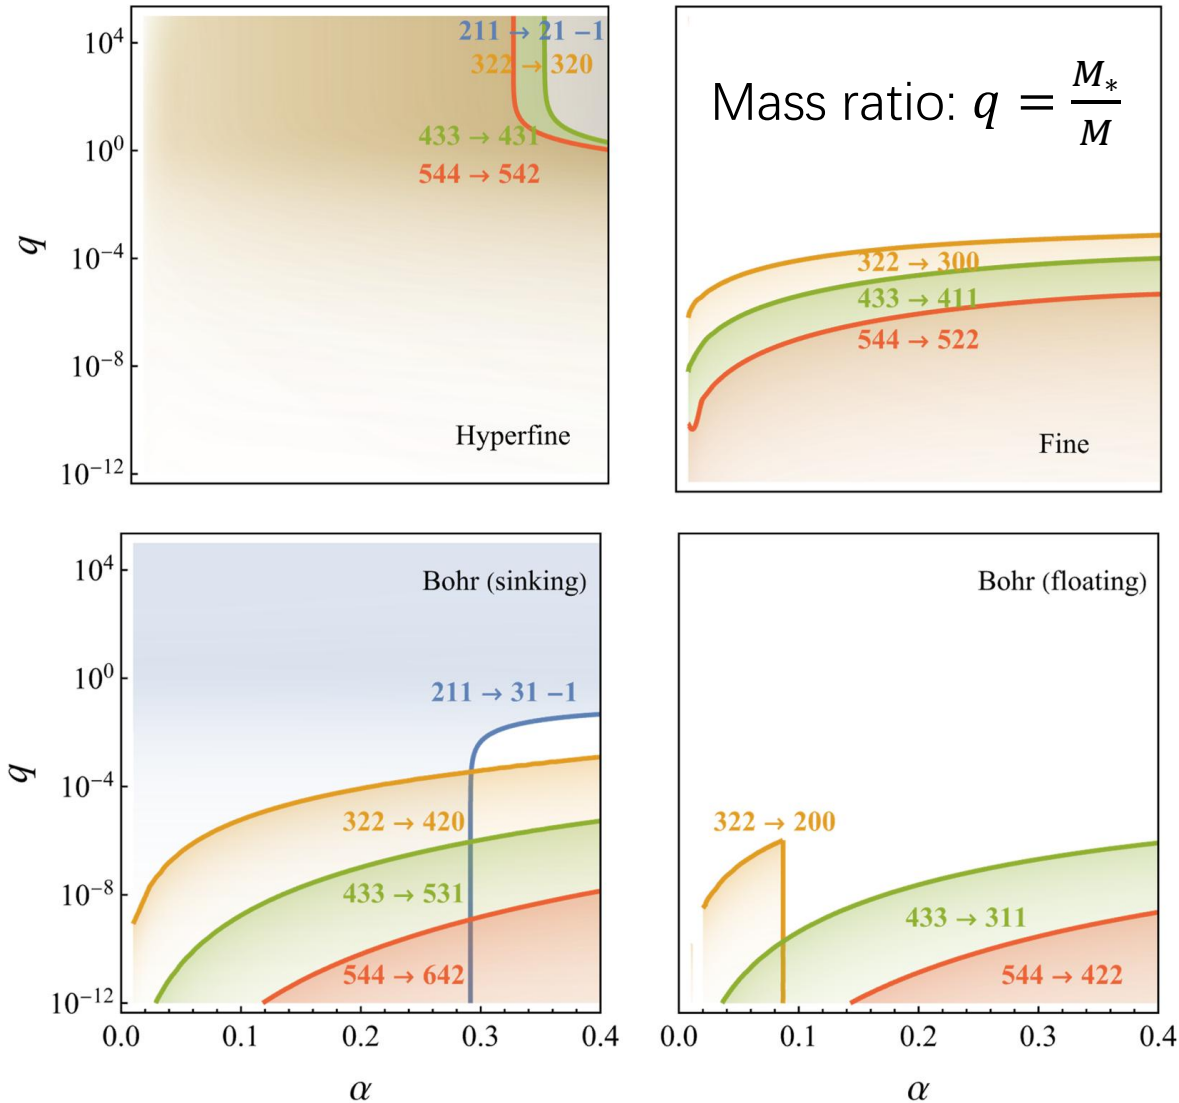 10⁴
10⁰
10⁻⁴
10⁻⁸
10⁻¹²
q
211 → 21 −1
322 → 320
433 → 431
544 → 542
Hyperfine
Mass ratio: q = M* / M
322 → 300
433 → 411
544 → 522
Fine
10⁴
10⁰
10⁻⁴
10⁻⁸
10⁻¹²
q
Bohr (sinking)
211 → 31 −1
322 → 420
433 → 531
544 → 642
0.0 0.1 0.2 0.3 0.4
α
Bohr (floating)
322 → 200
433 → 311
544 → 422
0.0 0.1 0.2 0.3 0.4
α